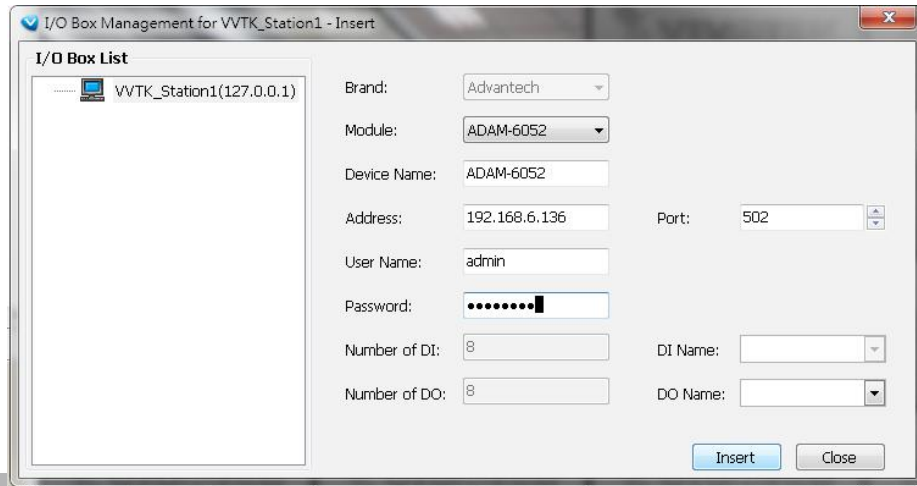 I/O Box Management for VVTK_Station1 - Insert
I/O Box List
VVTK_Station1(127.0.0.1)
Brand: Advantech
Module: ADAM-6052
Device Name: ADAM-6052
Address: 192.168.6.136 Port: 502
User Name: admin
Password: ••••••••
Number of DI: 8 DI Name:
Number of DO: 8 DO Name:
Insert Close